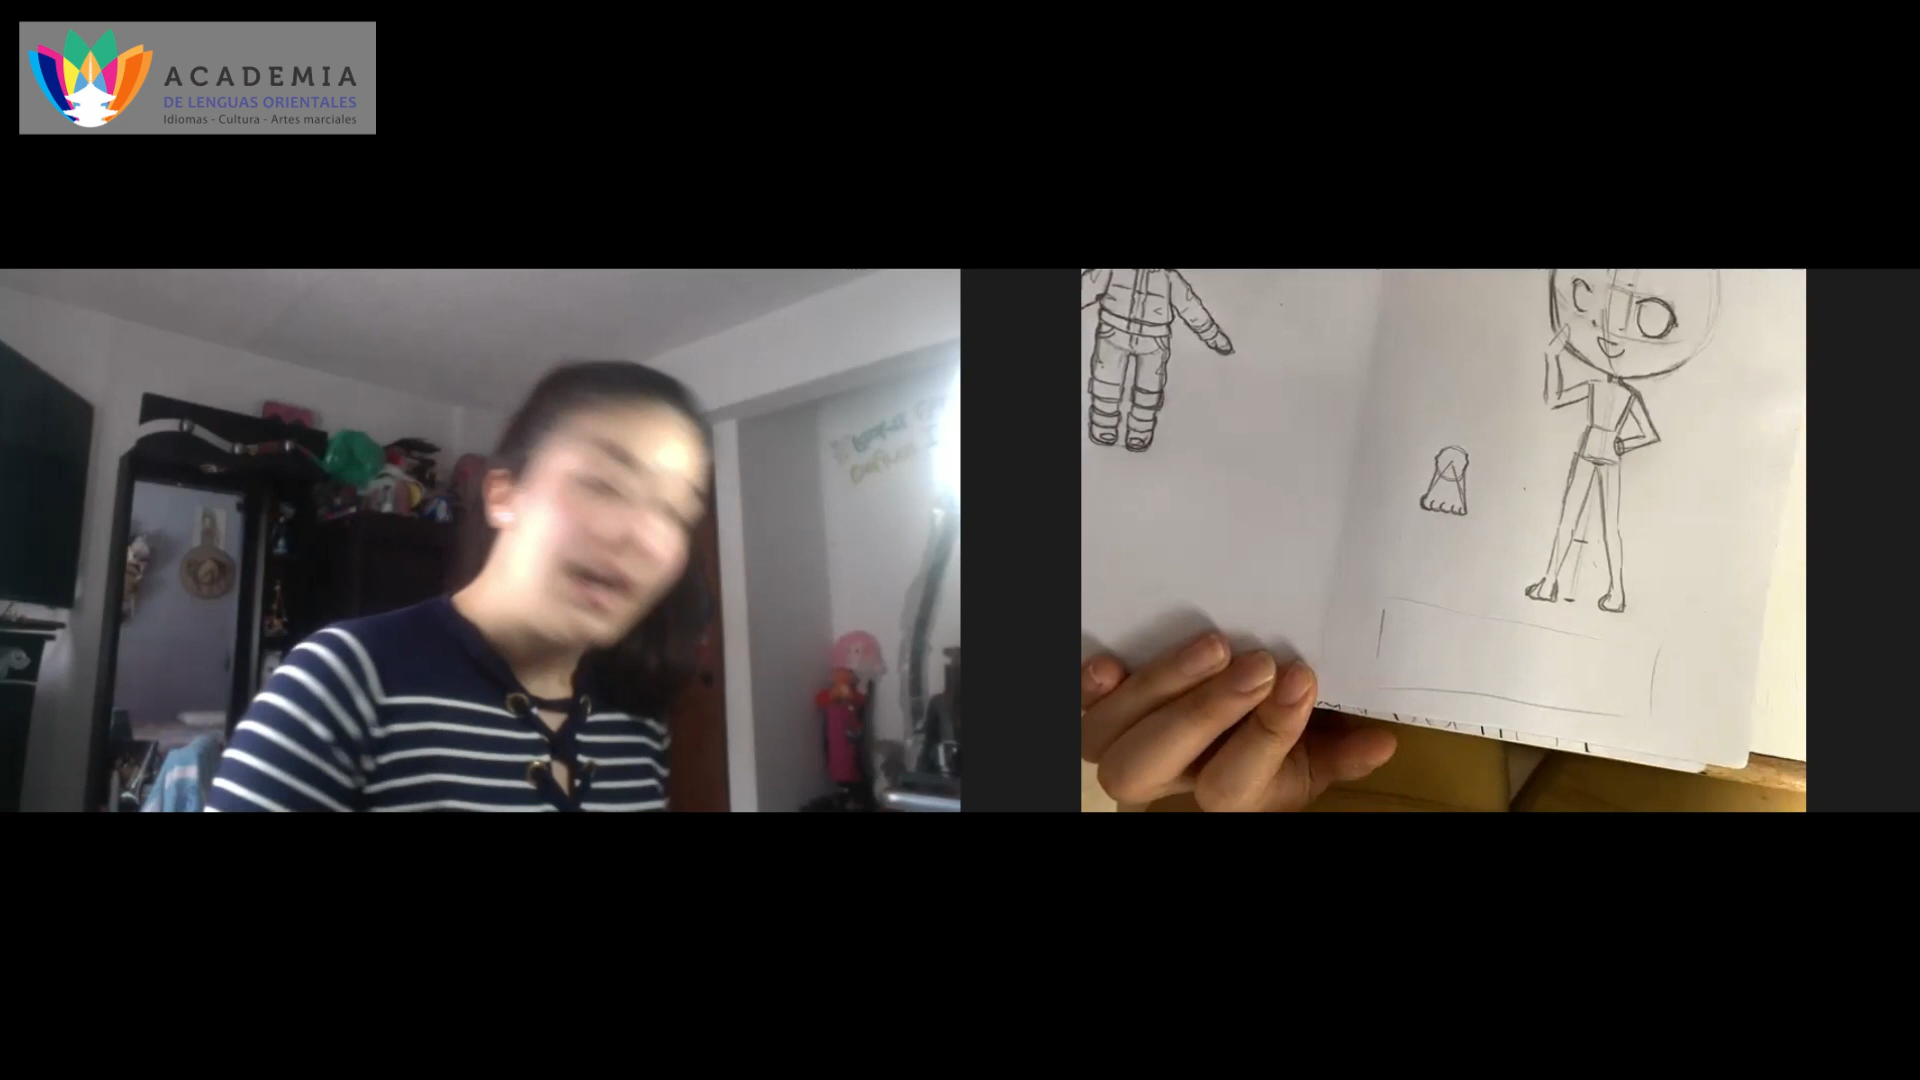 ACADEMIA
DE LENGUAS ORIENTALES
Idiomas - Cultura - Artes marciales